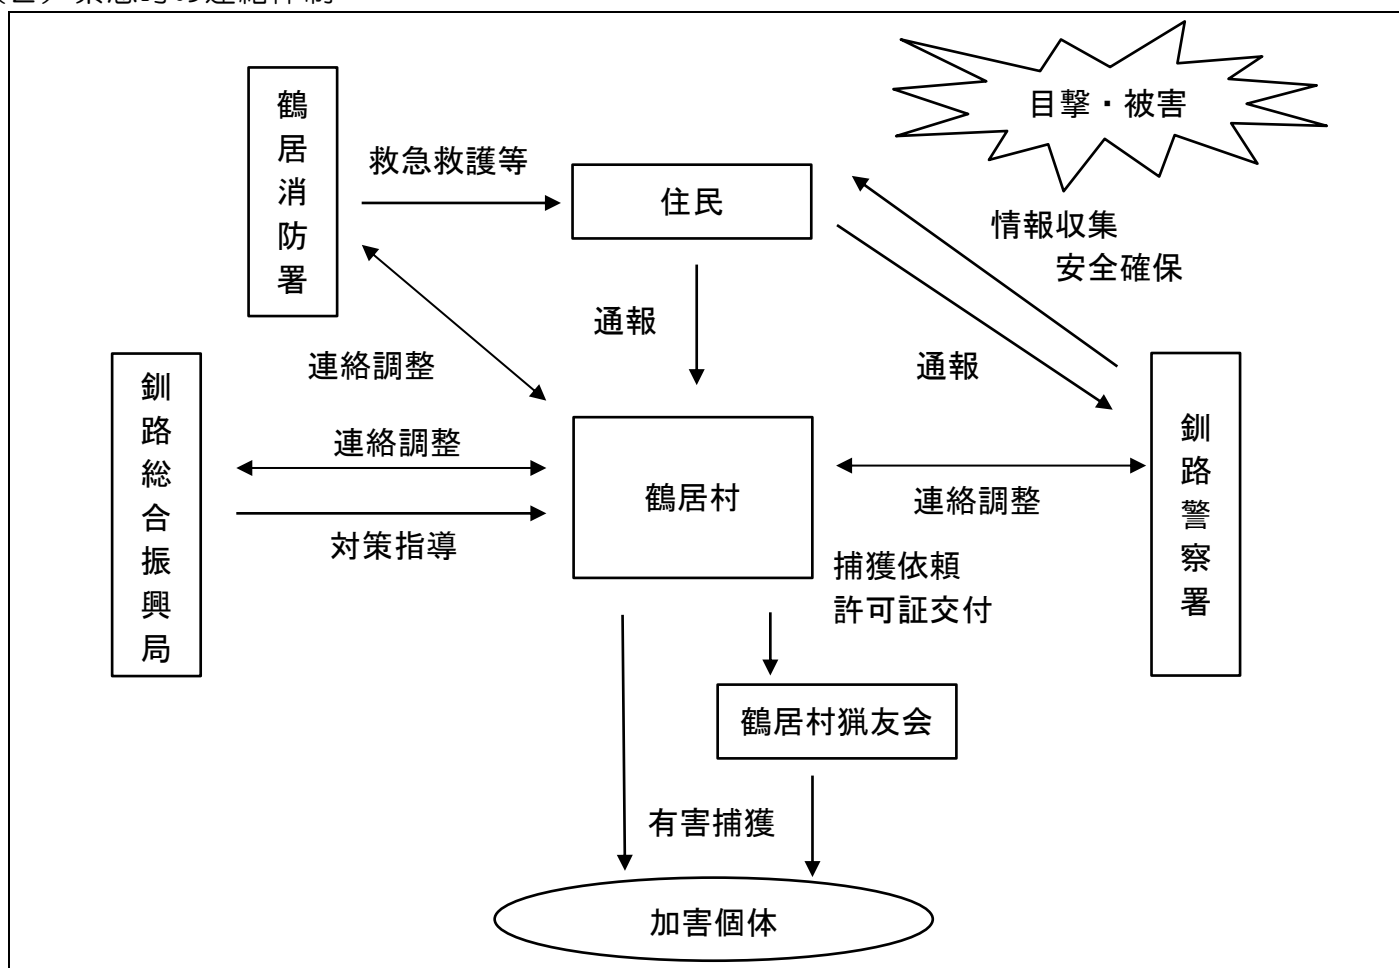 目撃・被害
鶴居消防署
救急救護等
住民
情報収集
安全確保
通報
通報
連絡調整
釧路総合振興局
連絡調整
対策指導
鶴居村
連絡調整
釧路警察署
捕獲依頼
許可証交付
鶴居村猟友会
有害捕獲
加害個体